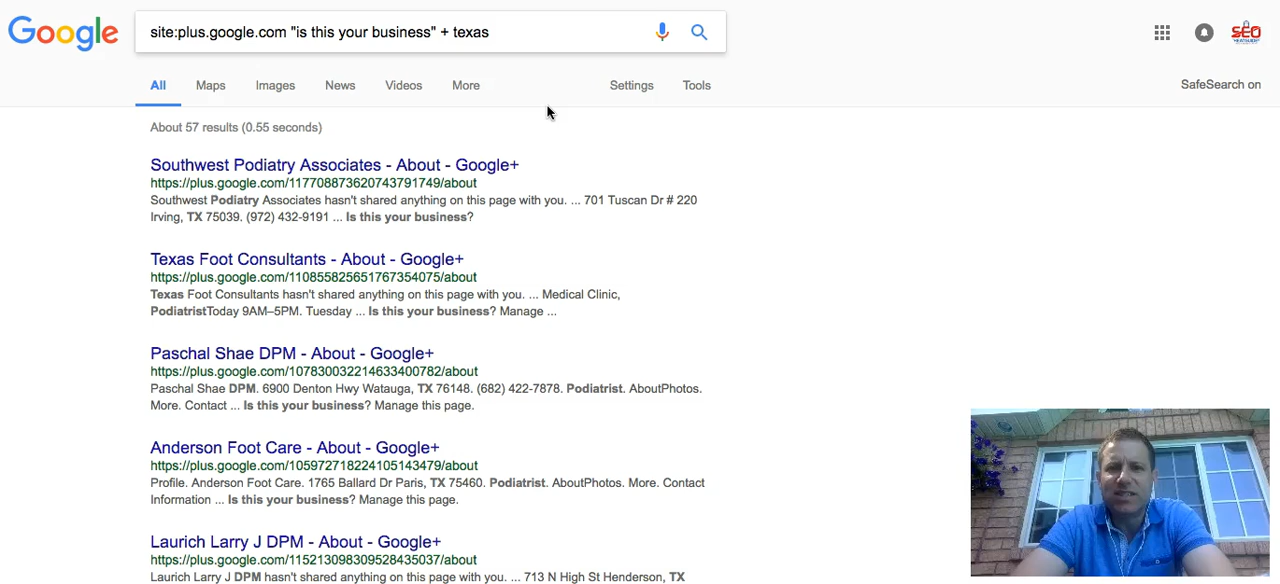 Google
site:plus.google.com "is this your business" + texas
SEO
All Maps Images News Videos More Settings Tools
SafeSearch on
About 57 results (0.55 seconds)
Southwest Podiatry Associates - About - Google+
https://plus.google.com/117708873620743791749/about
Southwest Podiatry Associates hasn't shared anything on this page with you. ... 701 Tuscan Dr # 220
Irving, TX 75039. (972) 432-9191 ... Is this your business?
Texas Foot Consultants - About - Google+
https://plus.google.com/110855825651767354075/about
Texas Foot Consultants hasn't shared anything on this page with you. ... Medical Clinic,
PodiatristToday 9AM–5PM. Tuesday ... Is this your business? Manage ...
Paschal Shae DPM - About - Google+
https://plus.google.com/107830032214633400782/about
Paschal Shae DPM. 6900 Denton Hwy Watauga, TX 76148. (682) 422-7878. Podiatrist. AboutPhotos.
More. Contact ... Is this your business? Manage this page.
Anderson Foot Care - About - Google+
https://plus.google.com/105972718224105143479/about
Profile. Anderson Foot Care. 1765 Ballard Dr Paris, TX 75460. Podiatrist. AboutPhotos. More. Contact
Information ... Is this your business? Manage this page.
Laurich Larry J DPM - About - Google+
https://plus.google.com/115213098309528435037/about
Laurich Larry J DPM hasn't shared anything on this page with you. ... 713 N High St Henderson, TX